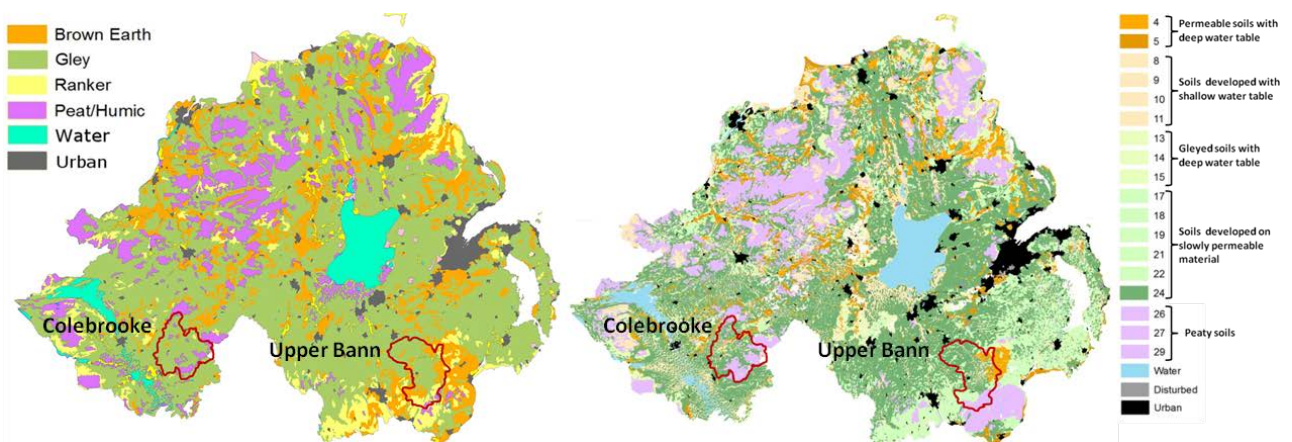 Brown Earth
Gley
Ranker
Peat/Humic
Water
Urban
Colebrooke
Upper Bann
Colebrooke
Upper Bann
4
5
Permeable soils with
deep water table
8
9
10
11
Soils developed with
shallow water table
13
14
15
Gleyed soils with
deep water table
17
18
19
21
22
24
Soils developed on
slowly permeable
material
26
27
29
Peaty soils
Water
Disturbed
Urban